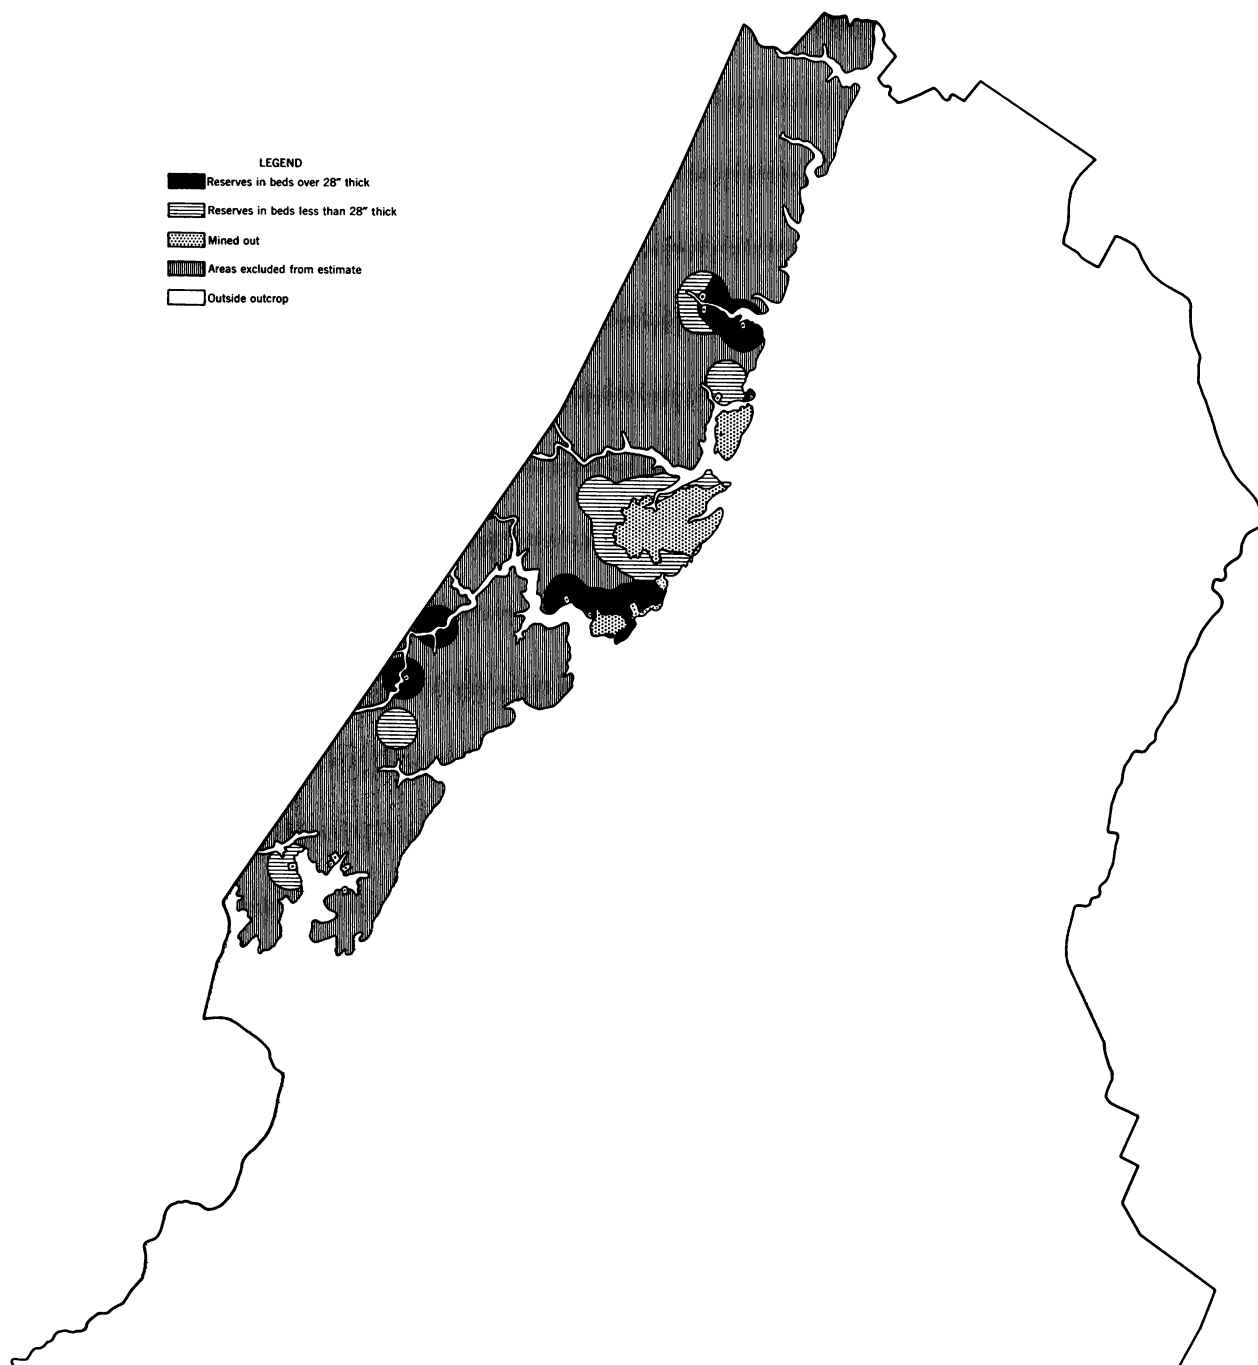 LEGEND
Reserves in beds over 28" thick
Reserves in beds less than 28" thick
Mined out
Areas excluded from estimate
Outside outcrop